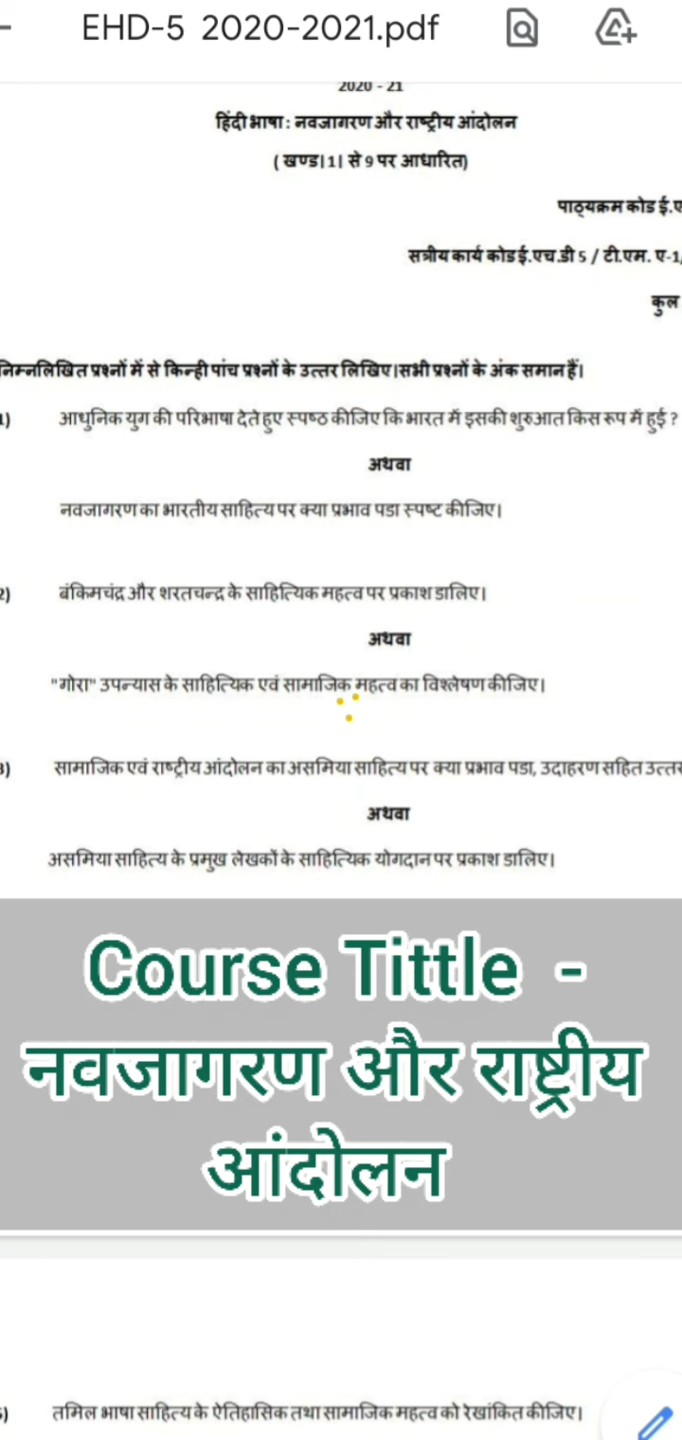 EHD-5 2020-2021.pdf
2020 - 21
हिंदी भाषा : नवजागरण और राष्ट्रीय आंदोलन
( खण्ड।1। से 9 पर आधारित)
पाठ्यक्रम कोड ई.ए
सत्रीय कार्य कोड ई.एच.डी 5 / टी.एम. ए-1,
कुल
निम्नलिखित प्रश्नों में से किन्ही पांच प्रश्नों के उत्तर लिखिए।सभी प्रश्नों के अंक समान हैं।
1) आधुनिक युग की परिभाषा देते हुए स्पष्ठ कीजिए कि भारत में इसकी शुरुआत किस रूप में हुई ?
अथवा
नवजागरण का भारतीय साहित्य पर क्या प्रभाव पडा स्पष्ट कीजिए।
2) बंकिमचंद्र और शरतचन्द्र के साहित्यिक महत्व पर प्रकाश डालिए।
अथवा
"गोरा" उपन्यास के साहित्यिक एवं सामाजिक महत्व का विश्लेषण कीजिए।
3) सामाजिक एवं राष्ट्रीय आंदोलन का असमिया साहित्य पर क्या प्रभाव पडा, उदाहरण सहित उत्तर
अथवा
असमिया साहित्य के प्रमुख लेखकों के साहित्यिक योगदान पर प्रकाश डालिए।
Course Tittle -
नवजागरण और राष्ट्रीय
आंदोलन
) तमिल भाषा साहित्य के ऐतिहासिक तथा सामाजिक महत्व को रेखांकित कीजिए।